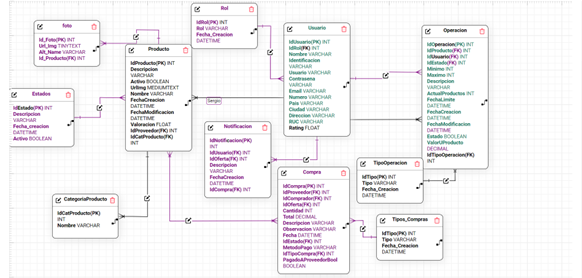 foto
Id_Foto(PK) INT
Url_Img TINYTEXT
Alt_Name VARCHAR
Id_Producto(FK) INT
Estados
IdEstado(PK) INT
Descripcion
VARCHAR
Fecha_creacion
DATETIME
Activo BOOLEAN
CategoriaProducto
IdCatProducto(PK)
INT
Nombre VARCHAR
Producto
IdProducto(PK) INT
Descripcion
VARCHAR
Activo BOOLEAN
UrlImg MEDIUMTEXT
Nombre VARCHAR
FechaCreacion
DATETIME
FechaModificacion
DATETIME
Valoracion FLOAT
IdProveedor(FK) INT
IdCatProducto(FK)
INT
Rol
IdRol(PK) INT
Rol VARCHAR
Fecha_Creacion
DATETIME
Sergio
Notificacion
IdNotificacion(PK)
INT
IdUsuario(FK) INT
IdOferta(FK) INT
Descripcion
VARCHAR
FechaCreacion
DATETIME
IdCompra(FK) INT
Usuario
IdUsuario(PK) INT
IdRol(FK) INT
Nombre VARCHAR
Identificacion
VARCHAR
Usuario VARCHAR
Contrasena
VARCHAR
Email VARCHAR
Numero VARCHAR
Pais VARCHAR
Ciudad VARCHAR
Direccion VARCHAR
RUC VARCHAR
Rating FLOAT
Compra
IdCompra(PK) INT
IdProveedor(FK) INT
IdComprador(FK) INT
IdOferta(FK) INT
Cantidad INT
Total DECIMAL
Descripcion VARCHAR
Observacion VARCHAR
Fecha DATETIME
IdEstado(FK) INT
MetodoPago VARCHAR
IdTipoCompra(FK) INT
PagadoAProveedorBool
BOOLEAN
Operacion
IdOperacion(PK) INT
IdProducto(FK) INT
IdUsuario(FK) INT
IdEstado(FK) INT
Minimo INT
Maximo INT
Descripcion
VARCHAR
ActualProductos INT
FechaLimite
DATETIME
FechaCreacion
DATETIME
FechaModificacion
DATETIME
Estado BOOLEAN
ValorUProducto
DECIMAL
IdTipoOperacion(FK)
INT
TipoOperacion
IdTipo(PK) INT
Tipo VARCHAR
Fecha_Creacion
DATETIME
Tipos_Compras
IdTipo(PK) INT
Tipo VARCHAR
Fecha_Creacion
DATETIME